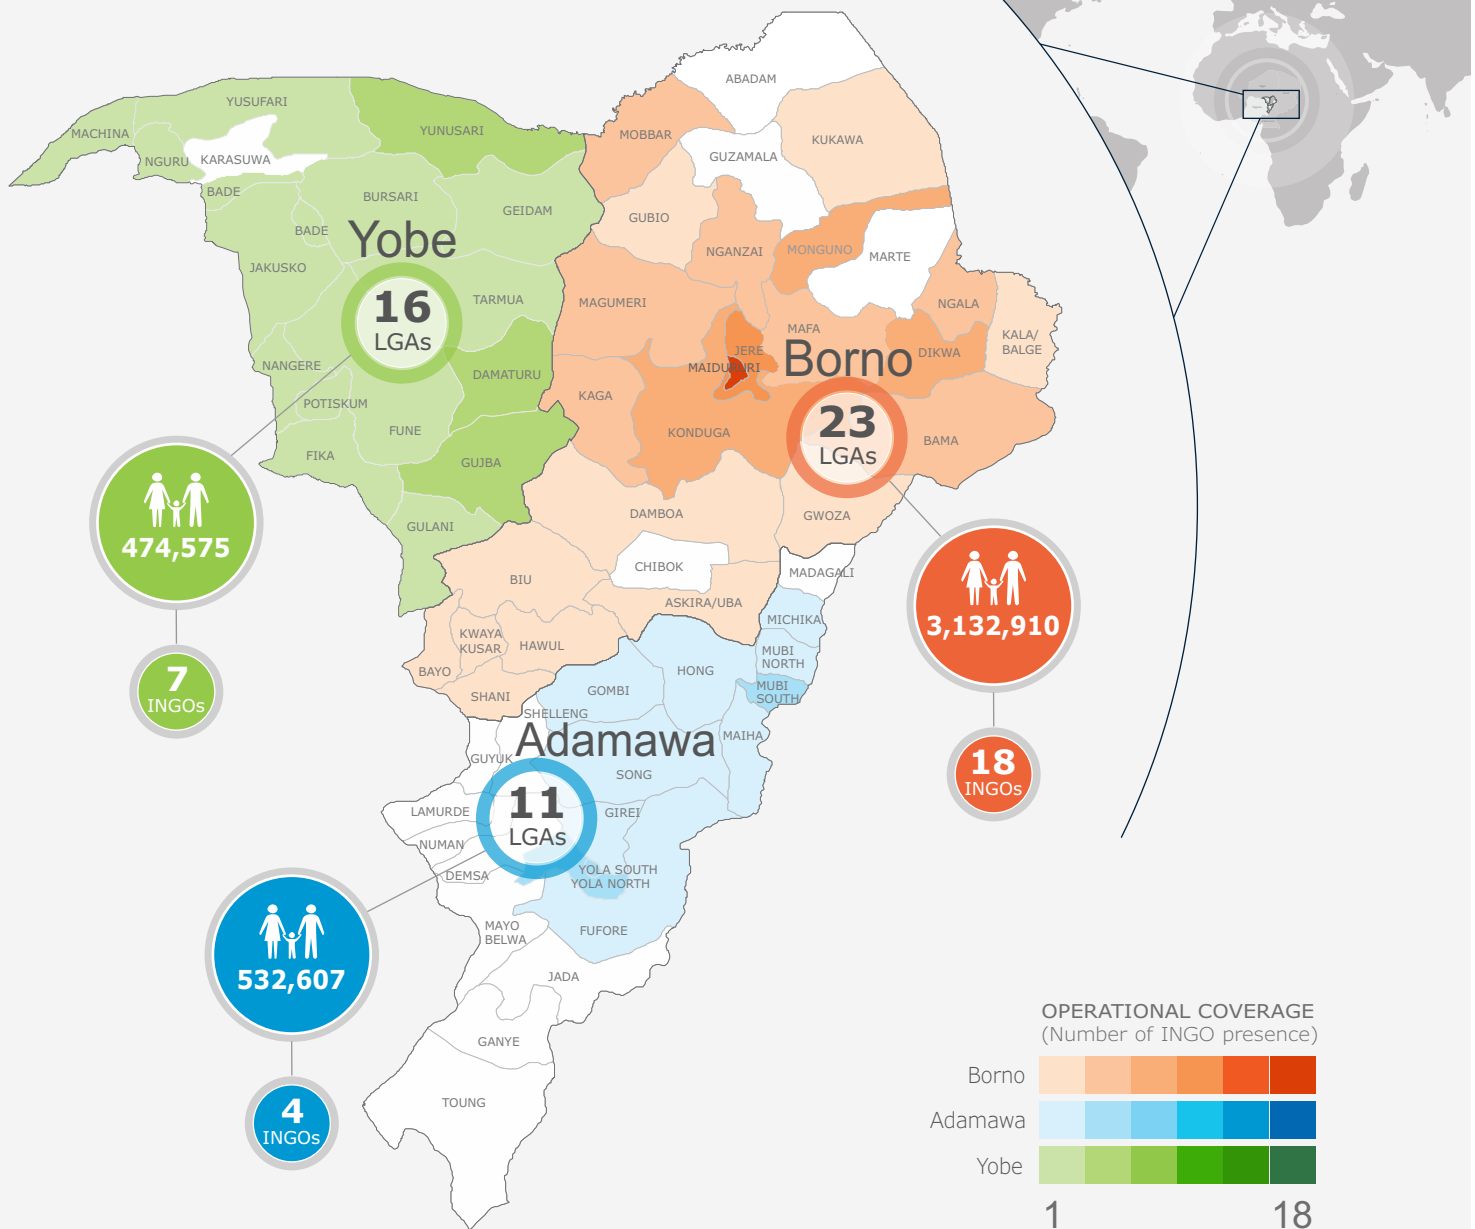 ABADAM
YUSUFARI
MACHINA
YUNUSARI
MOBBAR
KUKAWA
NGURU
KARASUWA
GUZAMALA
BADE
BURSARI
GEIDAM
GUBIO
BADE
Yobe
NGANZAI
MONGUNO
MARTE
JAKUSKO
16
LGAs
TARMUA
MAGUMERI
NGALA
MAFA
KALA/
BALGE
JERE
Borno
DIKWA
NANGERE
DAMATURU
MAIDUGURI
POTISKUM
KAGA
23
LGAs
FUNE
KONDUGA
BAMA
FIKA
GUJBA
DAMBOA
GWOZA
GULANI
474,575
CHIBOK
MADAGALI
BIU
ASKIRA/UBA
MICHIKA
3,132,910
KWAYA
KUSAR
HAWUL
MUBI
NORTH
BAYO
HONG
7
INGOs
SHANI
GOMBI
MUBI
SOUTH
SHELLENG
Adamawa
MAIHA
GUYUK
SONG
18
INGOs
11
LGAs
LAMURDE
GIREI
NUMAN
DEMSA
YOLA SOUTH
YOLA NORTH
MAYO
BELWA
FUFORE
532,607
JADA
GANYE
TOUNG
4
INGOs
OPERATIONAL COVERAGE
(Number of INGO presence)
Borno
Adamawa
Yobe
1 18